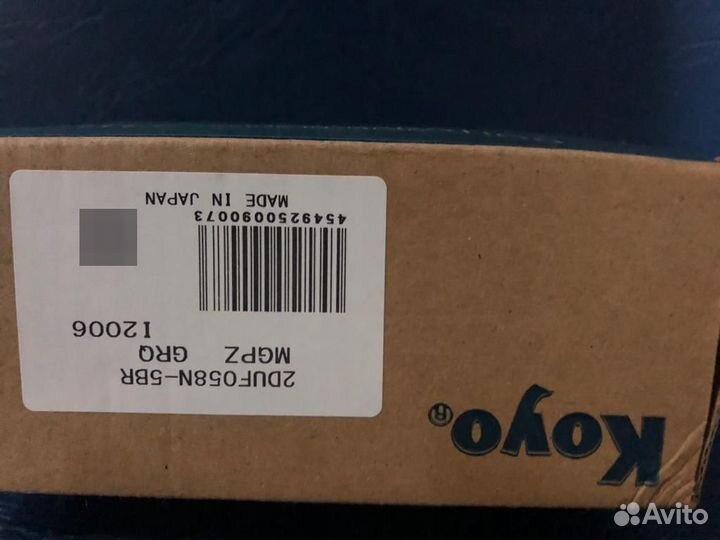 Koyo®
2DUF058N-5BR
MGPZ GRQ
I2006
4549250090073
MADE IN JAPAN
Avito